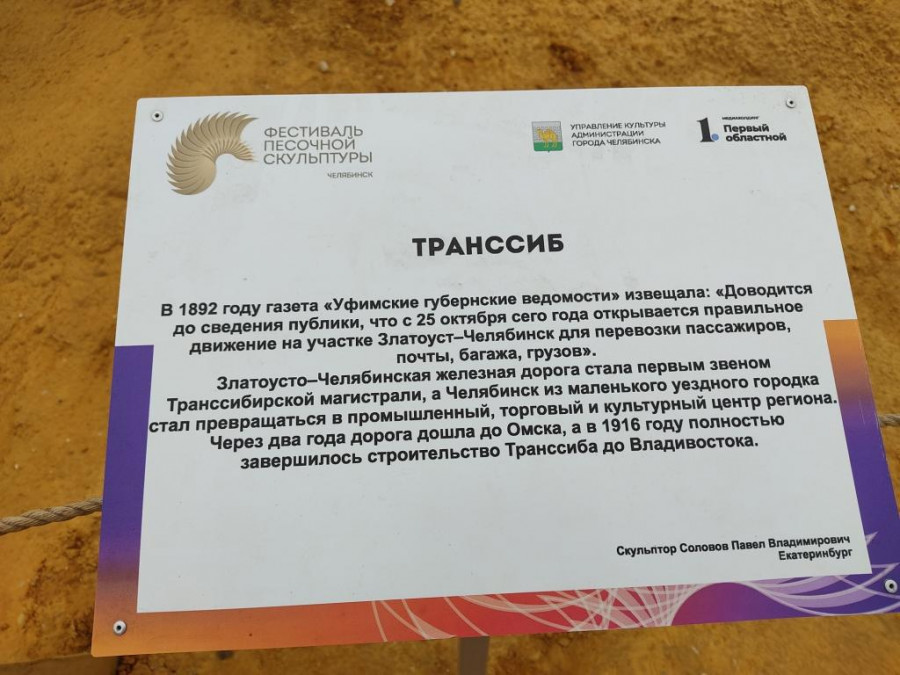 ФЕСТИВАЛЬ
ПЕСОЧНОЙ
СКУЛЬПТУРЫ
ЧЕЛЯБИНСК
УПРАВЛЕНИЕ КУЛЬТУРЫ
АДМИНИСТРАЦИИ
ГОРОДА ЧЕЛЯБИНСКА
1.
МЕДИАХОЛДИНГ
Первый
областной
ТРАНССИБ
В 1892 году газета «Уфимские губернские ведомости» извещала: «Доводится
до сведения публики, что с 25 октября сего года открывается правильное
движение на участке Златоуст–Челябинск для перевозки пассажиров,
почты, багажа, грузов».
Златоусто–Челябинская железная дорога стала первым звеном
Транссибирской магистрали, а Челябинск из маленького уездного городка
стал превращаться в промышленный, торговый и культурный центр региона.
Через два года дорога дошла до Омска, а в 1916 году полностью
завершилось строительство Транссиба до Владивостока.
Скульптор Соловов Павел Владимирович
Екатеринбург